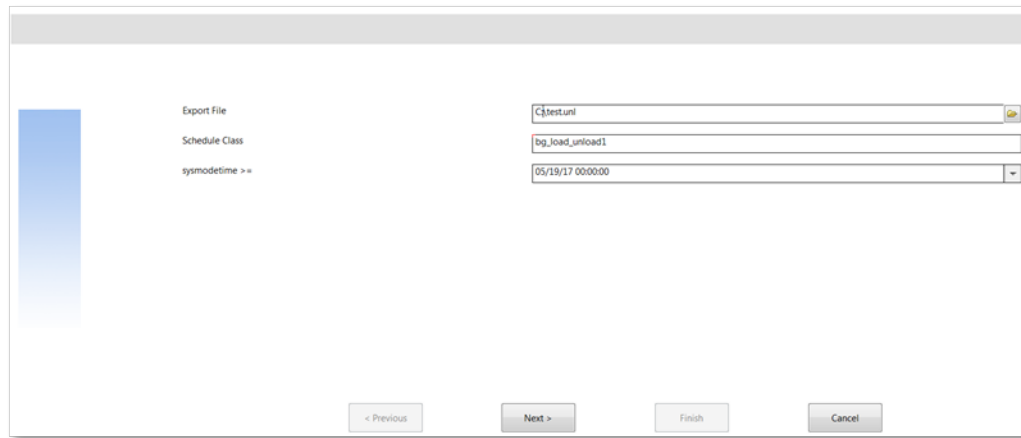 Export File
C:\test.unl
Schedule Class
bg_load_unload1
sysmodetime >=
05/19/17 00:00:00
< Previous
Next >
Finish
Cancel